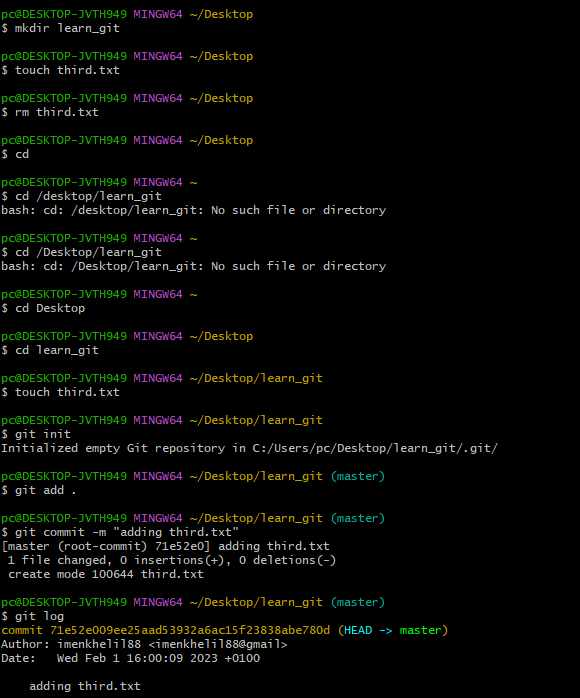 pc@DESKTOP-JVTH949 MINGW64 ~/Desktop
$ mkdir learn_git
pc@DESKTOP-JVTH949 MINGW64 ~/Desktop
$ touch third.txt
pc@DESKTOP-JVTH949 MINGW64 ~/Desktop
$ rm third.txt
pc@DESKTOP-JVTH949 MINGW64 ~/Desktop
$ cd
pc@DESKTOP-JVTH949 MINGW64 ~
$ cd /desktop/learn_git
bash: cd: /desktop/learn_git: No such file or directory
pc@DESKTOP-JVTH949 MINGW64 ~
$ cd /Desktop/learn_git
bash: cd: /Desktop/learn_git: No such file or directory
pc@DESKTOP-JVTH949 MINGW64 ~
$ cd Desktop
pc@DESKTOP-JVTH949 MINGW64 ~/Desktop
$ cd learn_git
pc@DESKTOP-JVTH949 MINGW64 ~/Desktop/learn_git
$ touch third.txt
pc@DESKTOP-JVTH949 MINGW64 ~/Desktop/learn_git
$ git init
Initialized empty Git repository in C:/Users/pc/Desktop/learn_git/.git/
pc@DESKTOP-JVTH949 MINGW64 ~/Desktop/learn_git (master)
$ git add .
pc@DESKTOP-JVTH949 MINGW64 ~/Desktop/learn_git (master)
$ git commit -m "adding third.txt"
[master (root-commit) 71e52e0] adding third.txt
1 file changed, 0 insertions(+), 0 deletions(-)
create mode 100644 third.txt
pc@DESKTOP-JVTH949 MINGW64 ~/Desktop/learn_git (master)
$ git log
commit 71e52e009ee25aad53932a6ac15f23838abe780d (HEAD -> master)
Author: imenkhelil88 <imenkhelil88@gmail>
Date:   Wed Feb 1 16:00:09 2023 +0100
adding third.txt